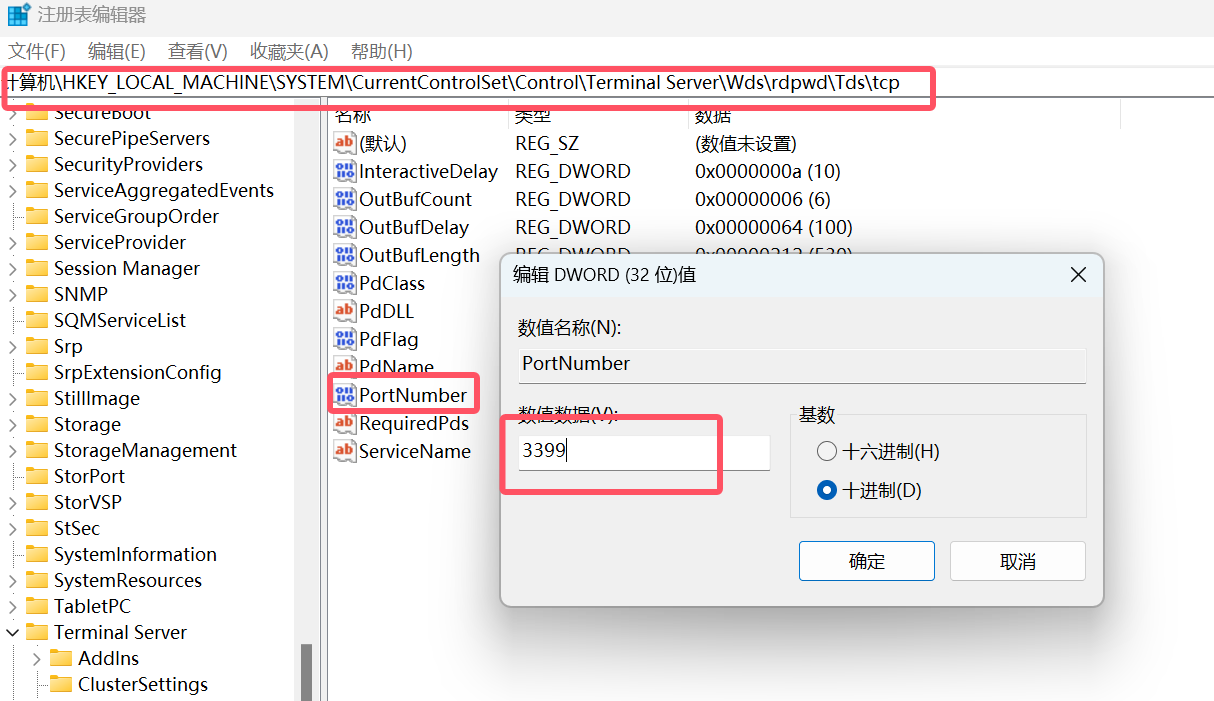 注册表编辑器
文件(F) 编辑(E) 查看(V) 收藏夹(A) 帮助(H)
计算机\HKEY_LOCAL_MACHINE\SYSTEM\CurrentControlSet\Control\Terminal Server\Wds\rdpwd\Tds\tcp
SecureBoot
SecurePipeServers
SecurityProviders
ServiceAggregatedEvents
ServiceGroupOrder
ServiceProvider
Session Manager
SNMP
SQMServiceList
Srp
SrpExtensionConfig
StillImage
Storage
StorageManagement
StorPort
StorVSP
StSec
SystemInformation
SystemResources
TabletPC
Terminal Server
AddIns
ClusterSettings
名称 类型 数据
(默认) REG_SZ (数值未设置)
InteractiveDelay REG_DWORD 0x0000000a (10)
OutBufCount REG_DWORD 0x00000006 (6)
OutBufDelay REG_DWORD 0x00000064 (100)
OutBufLength REG_DWORD 0x00000212 (530)
PdClass
PdDLL
PdFlag
PdName
PortNumber
RequiredPds
ServiceName
编辑 DWORD (32 位)值
数值名称(N):
PortNumber
数值数据(V):
3399
基数
十六进制(H)
十进制(D)
确定
取消